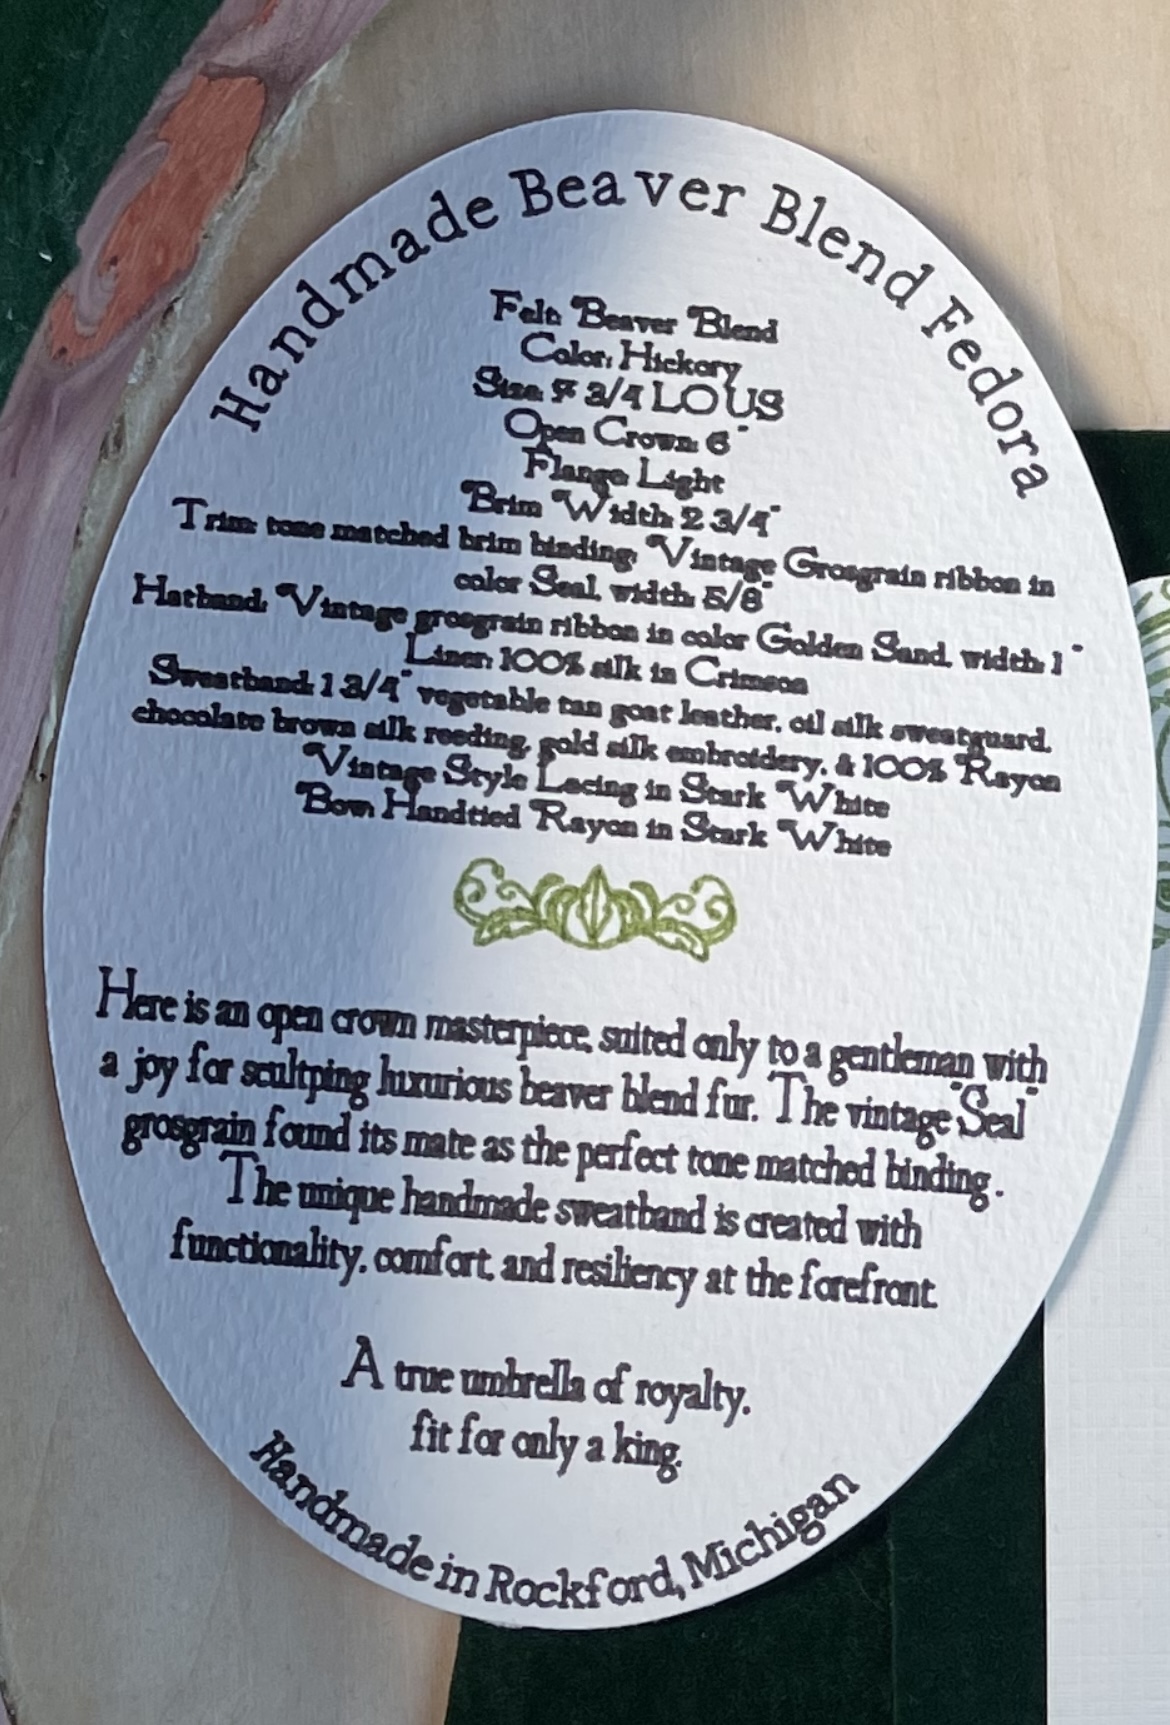 Handmade Beaver Blend Fedora
Felt: Beaver Blend
Color: Hickory
Size: 7 3/4 LO US
Open Crown: 6"
Flange: Light
Brim Width: 2 3/4"
Trim: tone matched brim binding: Vintage Grosgrain ribbon in
color Seal, width: 5/8"
Hatband: Vintage grosgrain ribbon in color Golden Sand, width: 1"
Liner: 100% silk in Crimson
Sweatband: 1 3/4" vegetable tan goat leather, oil silk sweatguard,
chocolate brown silk reeding, gold silk embroidery, & 100% Rayon
Vintage Style Lacing in Stark White
Bow: Handtied Rayon in Stark White
Here is an open crown masterpiece, suited only to a gentleman with
a joy for scultping luxurious beaver blend fur. The vintage "Seal"
grosgrain found its mate as the perfect tone matched binding.
The unique handmade sweatband is created with
functionality, comfort, and resiliency at the forefront.
A true umbrella of royalty,
fit for only a king.
Handmade in Rockford, Michigan